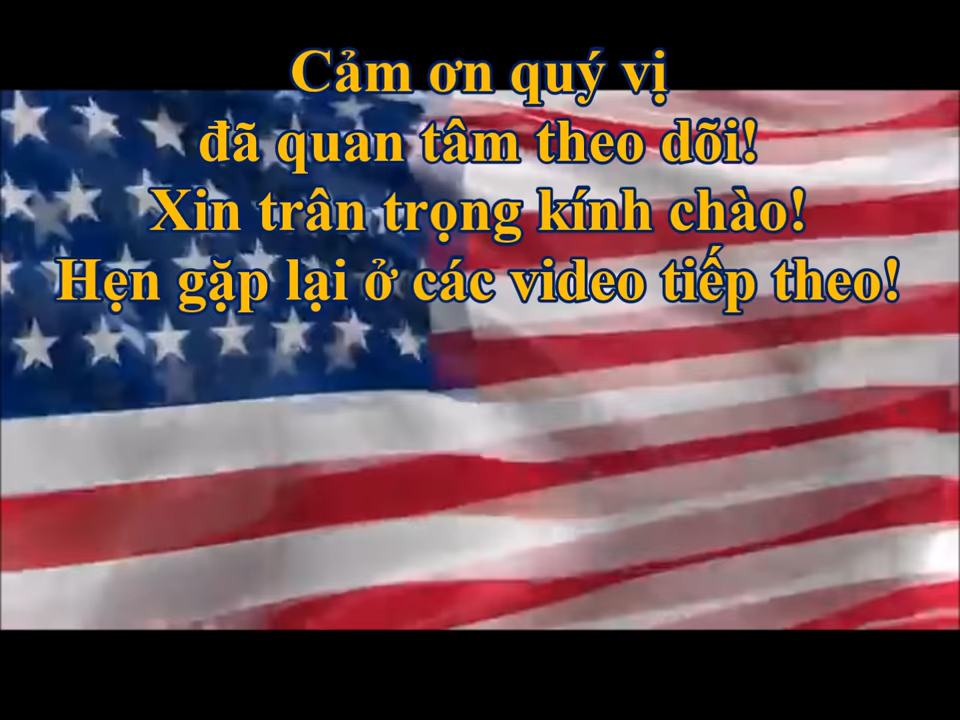 Cảm ơn quý vị
đã quan tâm theo dõi!
Xin trân trọng kính chào!
Hẹn gặp lại ở các video tiếp theo!